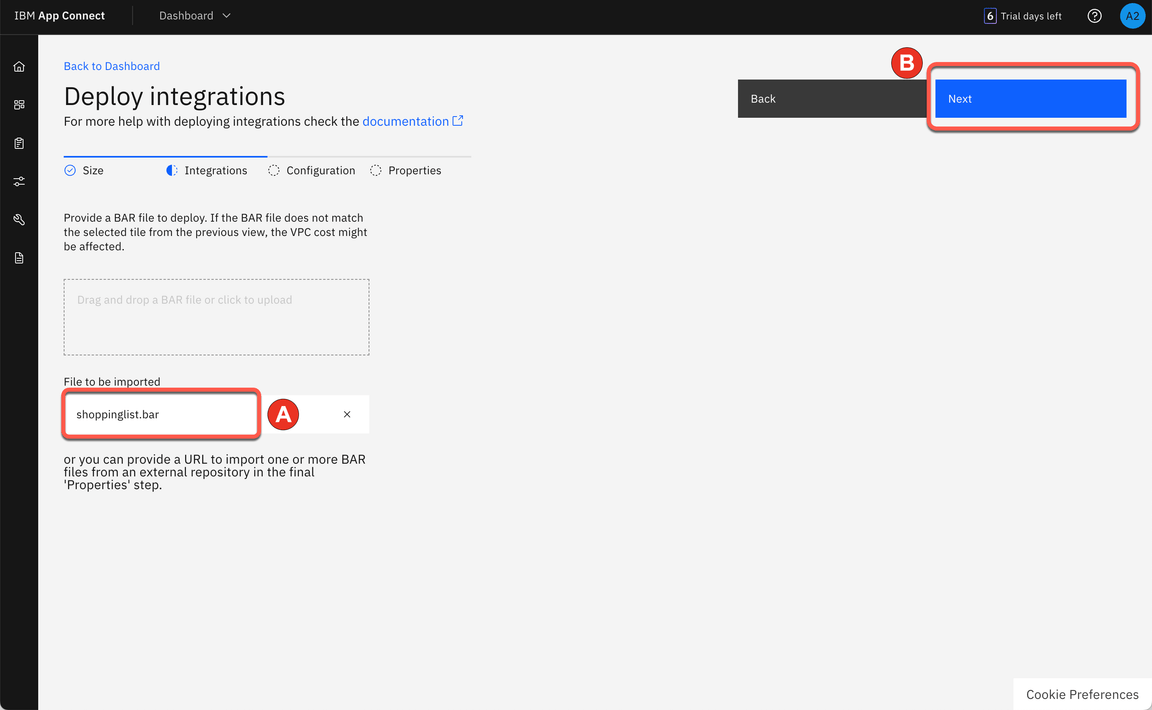 IBM App Connect
Dashboard
6 Trial days left
A2
Back to Dashboard
Deploy integrations
For more help with deploying integrations check the documentation
B
Back
Next
Size
Integrations
Configuration
Properties
Provide a BAR file to deploy. If the BAR file does not match
the selected tile from the previous view, the VPC cost might
be affected.
Drag and drop a BAR file or click to upload
File to be imported
shoppinglist.bar
A
or you can provide a URL to import one or more BAR
files from an external repository in the final
'Properties' step.
Cookie Preferences